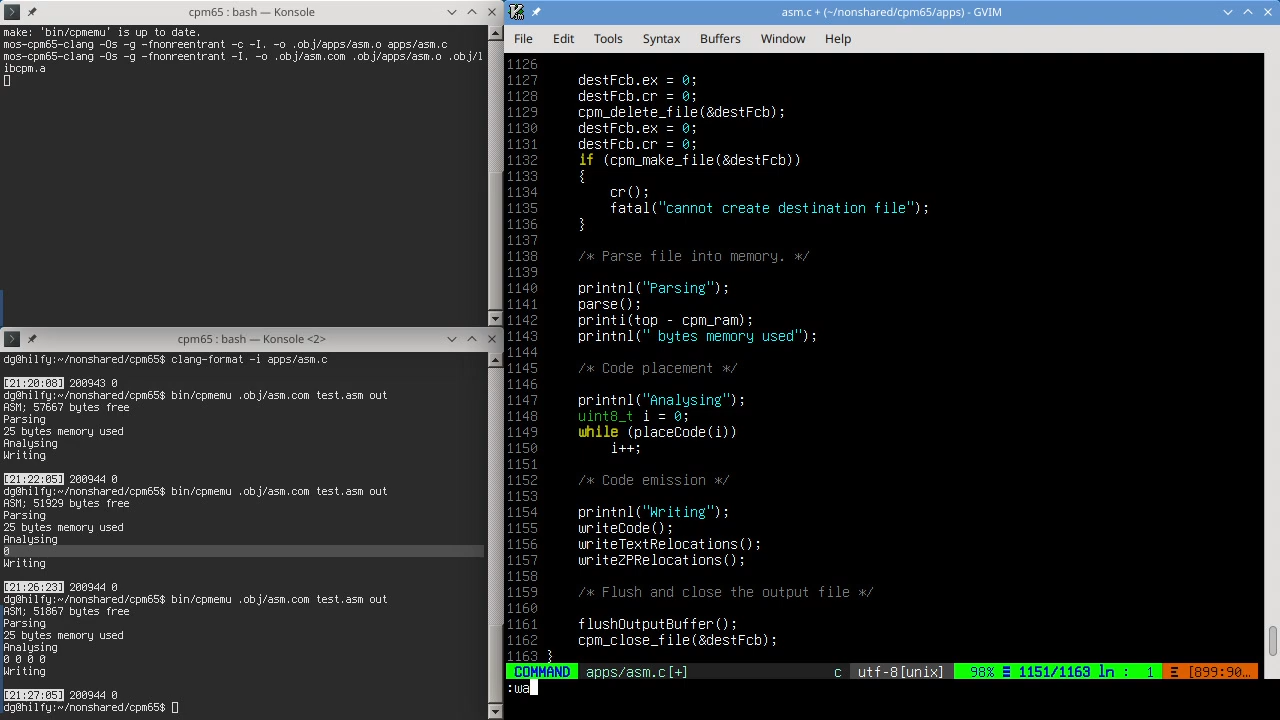 cpm65 : bash — Konsole
make: 'bin/cpmemu' is up to date.
mos-cpm65-clang -Os -g -fnonreentrant -c -I. -o .obj/apps/asm.o apps/asm.c
mos-cpm65-clang -Os -g -fnonreentrant -I. -o .obj/asm.com .obj/apps/asm.o .obj/l
ibcpm.a
cpm65 : bash — Konsole <2>
dg@hilfy:~/nonshared/cpm65$ clang-format -i apps/asm.c
[21:20:08] 200943 0
dg@hilfy:~/nonshared/cpm65$ bin/cpmemu .obj/asm.com test.asm out
ASM; 57667 bytes free
Parsing
25 bytes memory used
Analysing
Writing
[21:22:05] 200944 0
dg@hilfy:~/nonshared/cpm65$ bin/cpmemu .obj/asm.com test.asm out
ASM; 51929 bytes free
Parsing
25 bytes memory used
Analysing
0
Writing
[21:26:23] 200944 0
dg@hilfy:~/nonshared/cpm65$ bin/cpmemu .obj/asm.com test.asm out
ASM; 51867 bytes free
Parsing
25 bytes memory used
Analysing
0 0 0 0
Writing
[21:27:05] 200944 0
dg@hilfy:~/nonshared/cpm65$
asm.c + (~/nonshared/cpm65/apps) - GVIM
File Edit Tools Syntax Buffers Window Help
1126
1127 destFcb.ex = 0;
1128 destFcb.cr = 0;
1129 cpm_delete_file(&destFcb);
1130 destFcb.ex = 0;
1131 destFcb.cr = 0;
1132 if (cpm_make_file(&destFcb))
1133 {
1134 cr();
1135 fatal("cannot create destination file");
1136 }
1137
1138 /* Parse file into memory. */
1139
1140 printnl("Parsing");
1141 parse();
1142 printi(top - cpm_ram);
1143 printnl(" bytes memory used");
1144
1145 /* Code placement */
1146
1147 printnl("Analysing");
1148 uint8_t i = 0;
1149 while (placeCode(i))
1150 i++;
1151
1152 /* Code emission */
1153
1154 printnl("Writing");
1155 writeCode();
1156 writeTextRelocations();
1157 writeZPRelocations();
1158
1159 /* Flush and close the output file */
1160
1161 flushOutputBuffer();
1162 cpm_close_file(&destFcb);
1163 }
COMMAND apps/asm.c[+] c utf-8[unix] 98% ≡ 1151/1163 ln : 1 Ξ [899:90…
:wa